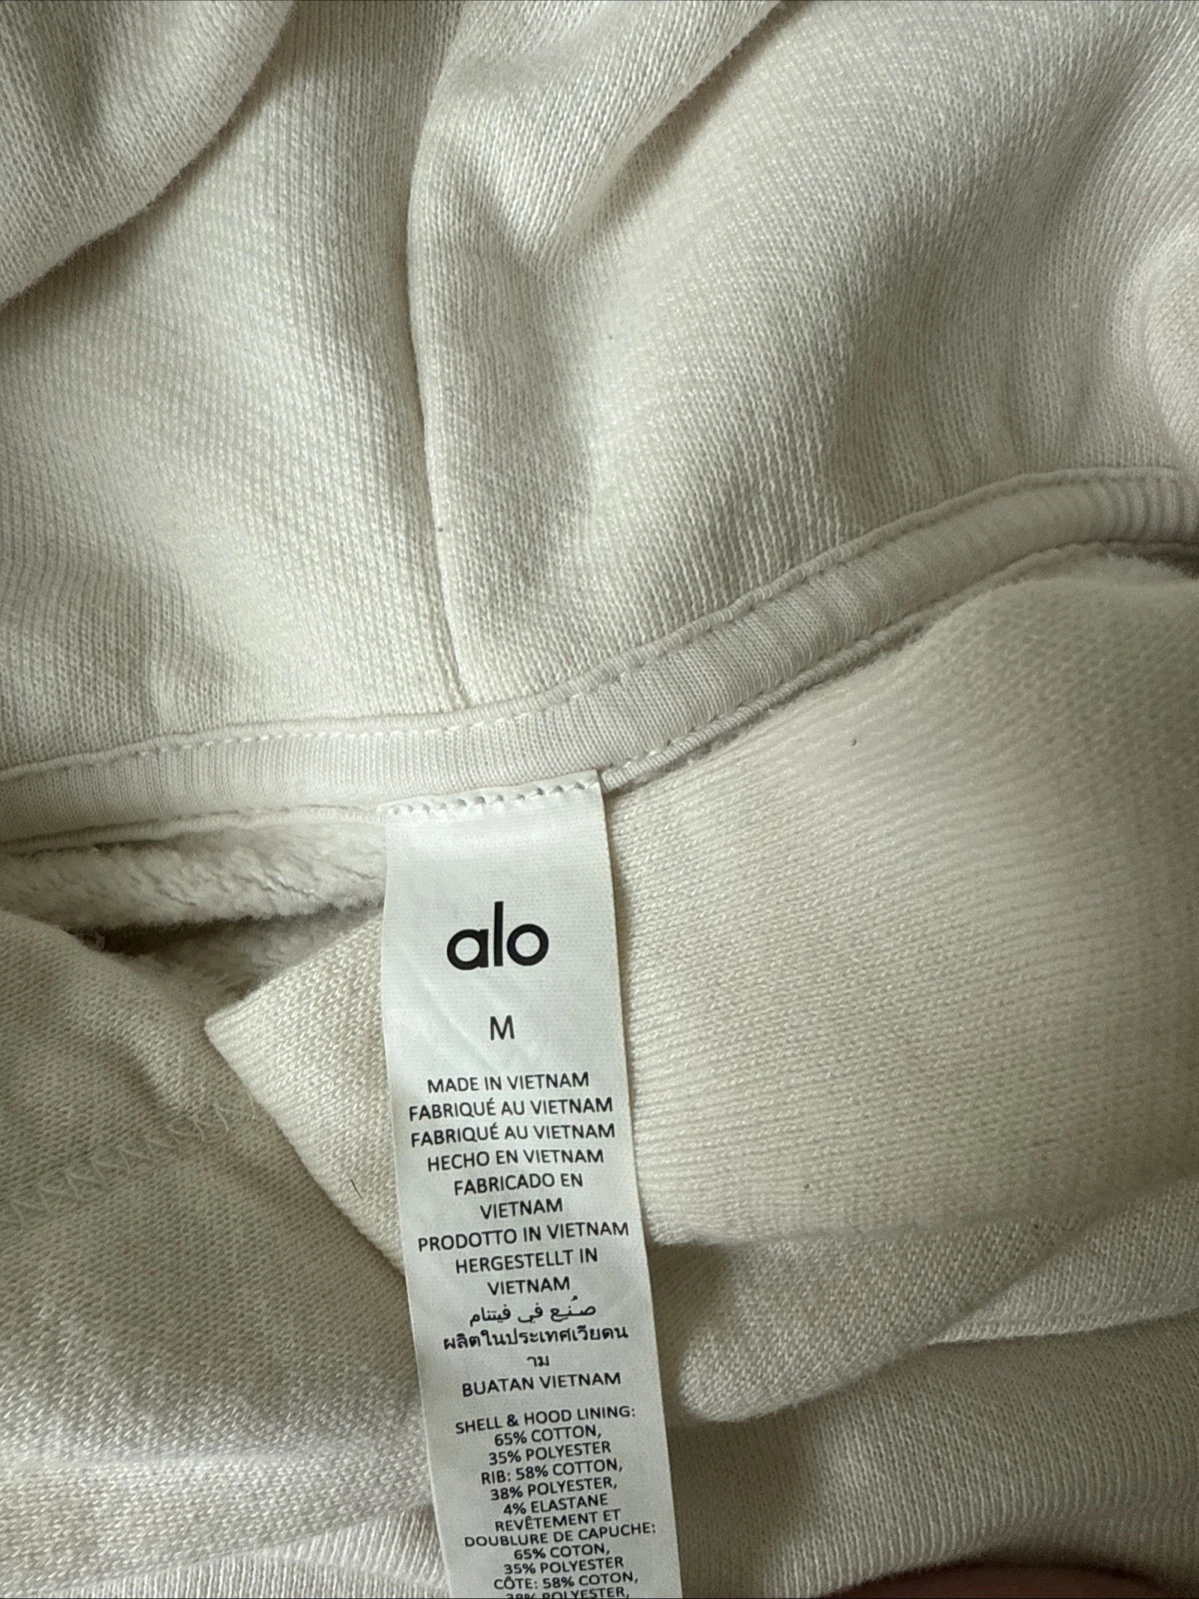 alo
M
MADE IN VIETNAM
FABRIQUÉ AU VIETNAM
FABRIQUÉ AU VIETNAM
HECHO EN VIETNAM
FABRICADO EN
VIETNAM
PRODOTTO IN VIETNAM
HERGESTELLT IN
VIETNAM
صُنع في فيتنام
ผลิตในประเทศเวียดน
าม
BUATAN VIETNAM
SHELL & HOOD LINING:
65% COTTON,
35% POLYESTER
RIB: 58% COTTON,
38% POLYESTER,
4% ELASTANE
REVÊTEMENT ET
DOUBLURE DE CAPUCHE:
65% COTON,
35% POLYESTER
CÔTE: 58% COTON,
38% POLYESTER,